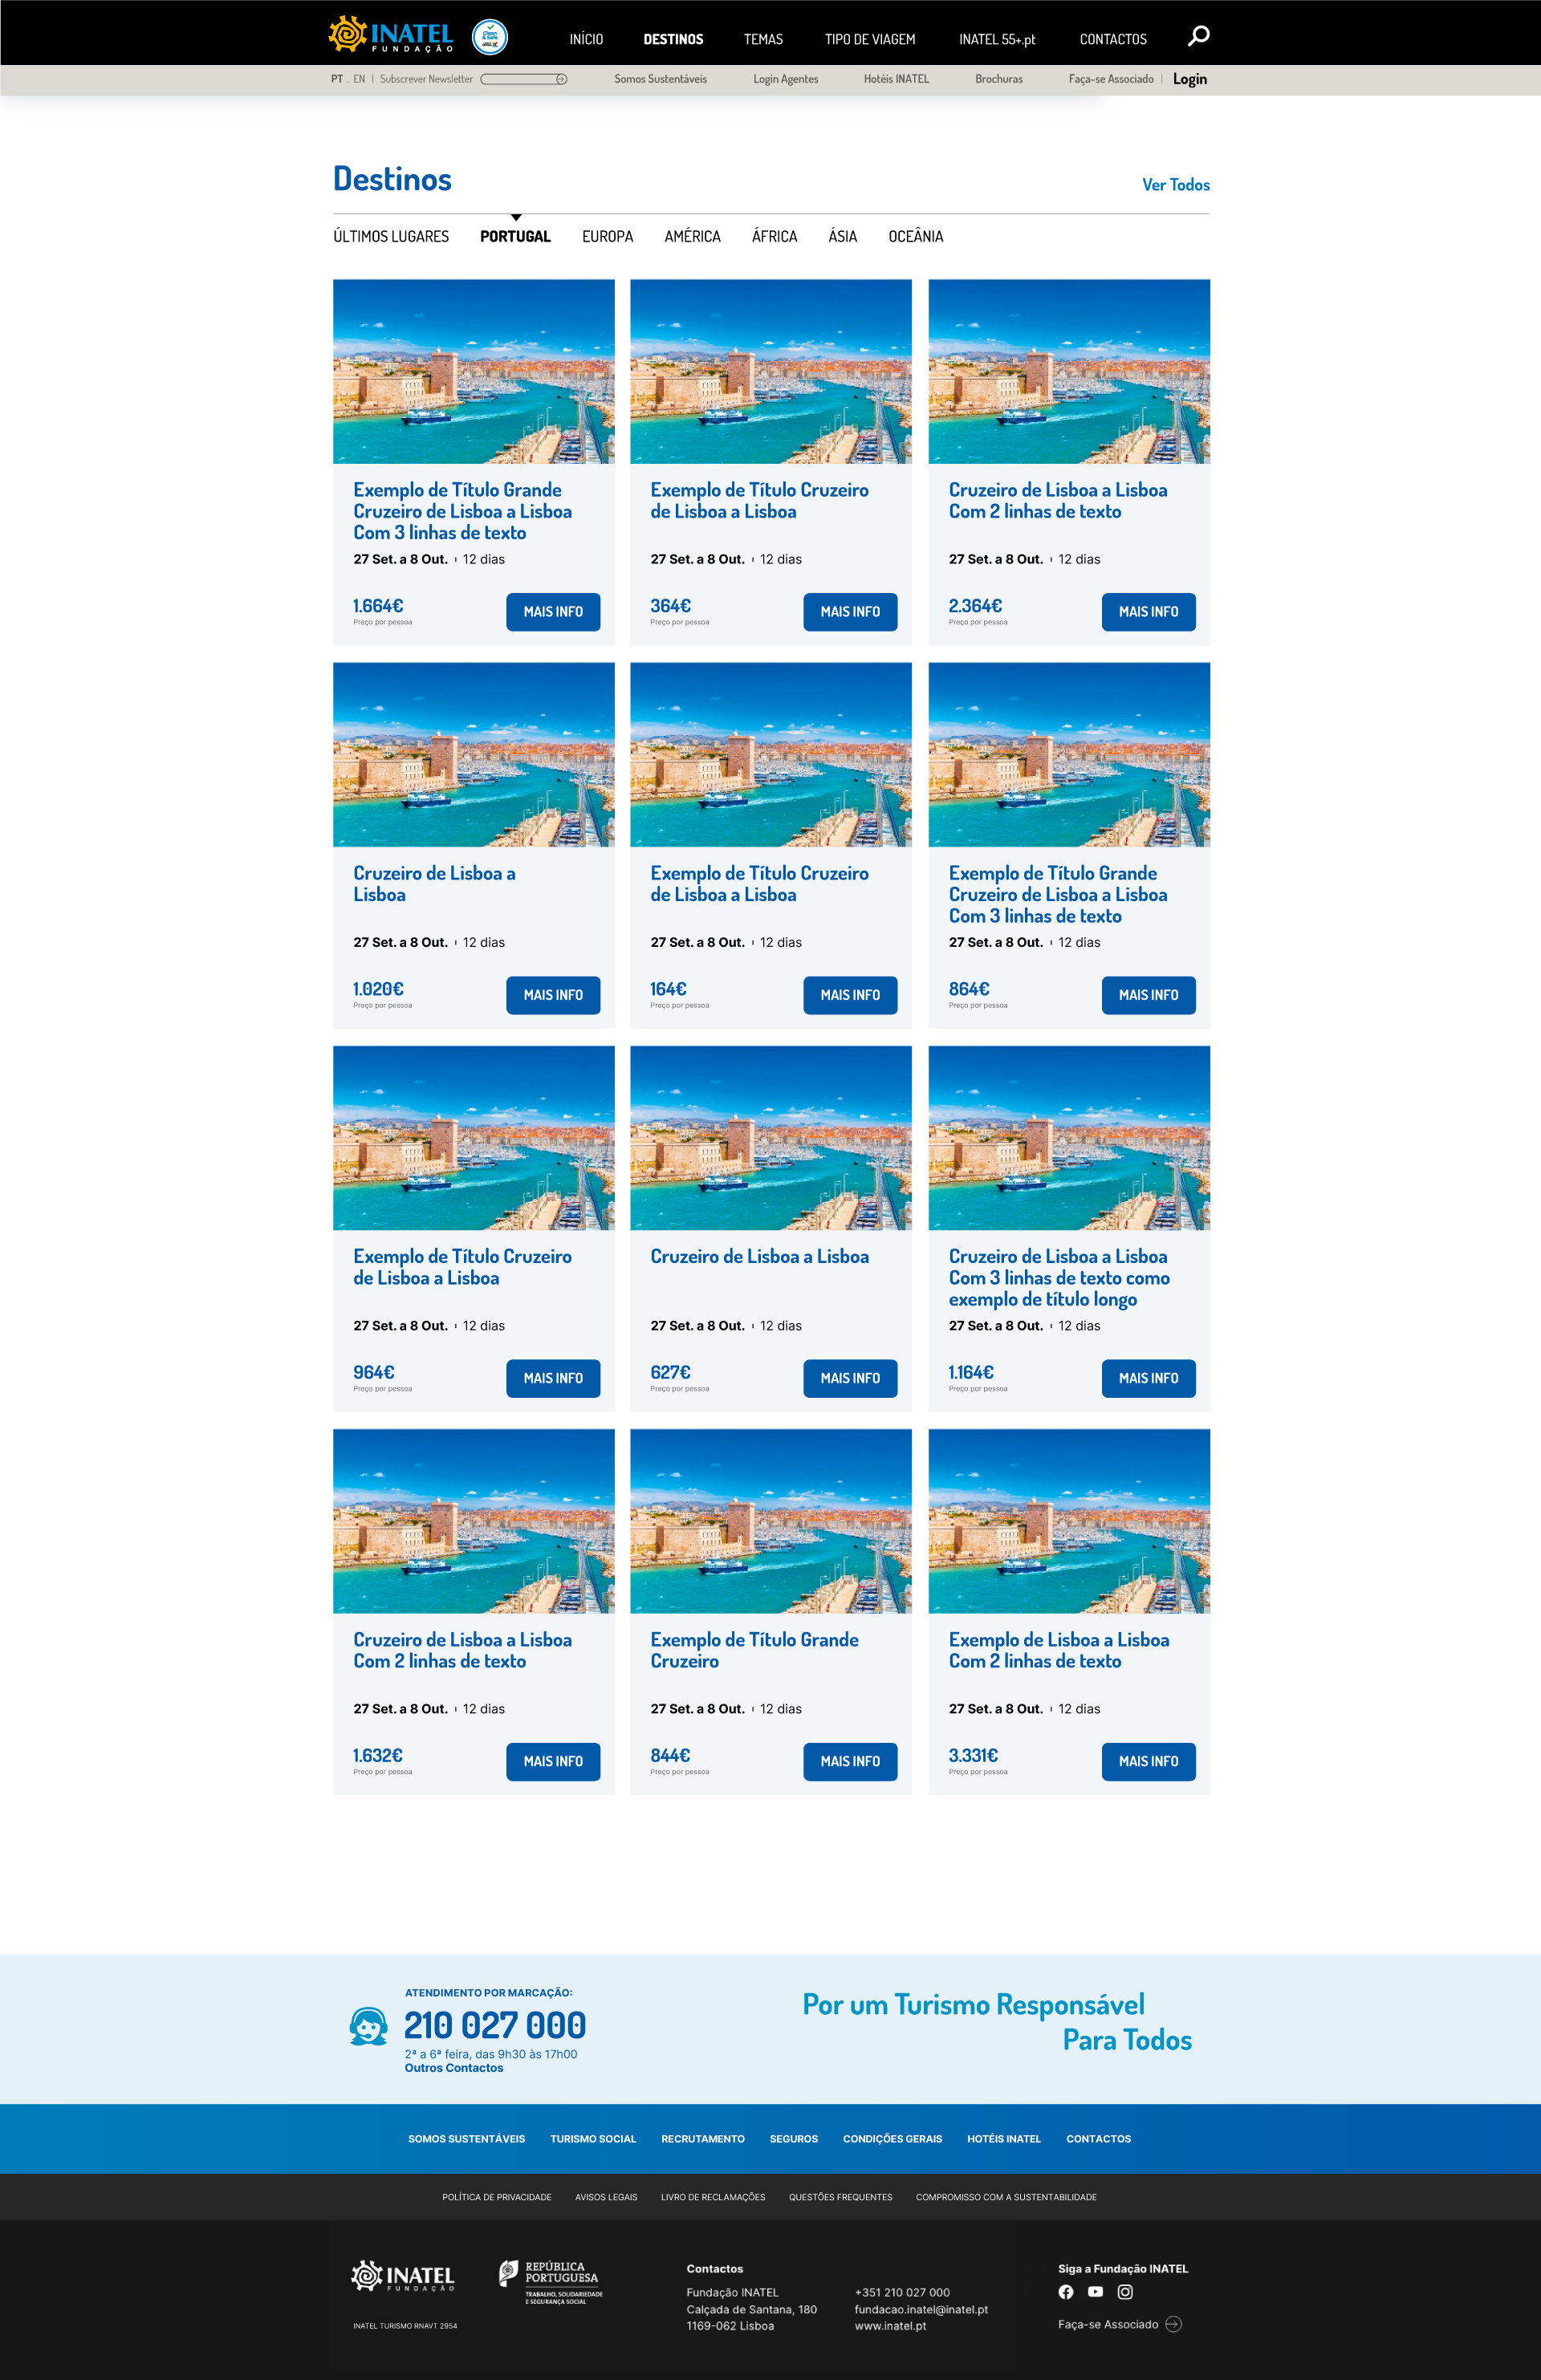 INATEL
FUNDAÇÃO
Clean
& Safe
INÍCIO
DESTINOS
TEMAS
TIPO DE VIAGEM
INATEL 55+.pt
CONTACTOS
PT . EN | Subscrever Newsletter
Somos Sustentáveis
Login Agentes
Hotéis INATEL
Brochuras
Faça-se Associado |
Login
Destinos
Ver Todos
ÚLTIMOS LUGARES
PORTUGAL
EUROPA
AMÉRICA
ÁFRICA
ÁSIA
OCEÂNIA
Exemplo de Título Grande
Cruzeiro de Lisboa a Lisboa
Com 3 linhas de texto
27 Set. a 8 Out. | 12 dias
1.664€
Preço por pessoa
MAIS INFO
Exemplo de Título Cruzeiro
de Lisboa a Lisboa
27 Set. a 8 Out. | 12 dias
364€
Preço por pessoa
MAIS INFO
Cruzeiro de Lisboa a Lisboa
Com 2 linhas de texto
27 Set. a 8 Out. | 12 dias
2.364€
Preço por pessoa
MAIS INFO
Cruzeiro de Lisboa a
Lisboa
27 Set. a 8 Out. | 12 dias
1.020€
Preço por pessoa
MAIS INFO
Exemplo de Título Cruzeiro
de Lisboa a Lisboa
27 Set. a 8 Out. | 12 dias
164€
Preço por pessoa
MAIS INFO
Exemplo de Título Grande
Cruzeiro de Lisboa a Lisboa
Com 3 linhas de texto
27 Set. a 8 Out. | 12 dias
864€
Preço por pessoa
MAIS INFO
Exemplo de Título Cruzeiro
de Lisboa a Lisboa
27 Set. a 8 Out. | 12 dias
964€
Preço por pessoa
MAIS INFO
Cruzeiro de Lisboa a Lisboa
27 Set. a 8 Out. | 12 dias
627€
Preço por pessoa
MAIS INFO
Cruzeiro de Lisboa a Lisboa
Com 3 linhas de texto como
exemplo de título longo
27 Set. a 8 Out. | 12 dias
1.164€
Preço por pessoa
MAIS INFO
Cruzeiro de Lisboa a Lisboa
Com 2 linhas de texto
27 Set. a 8 Out. | 12 dias
1.632€
Preço por pessoa
MAIS INFO
Exemplo de Título Grande
Cruzeiro
27 Set. a 8 Out. | 12 dias
844€
Preço por pessoa
MAIS INFO
Exemplo de Lisboa a Lisboa
Com 2 linhas de texto
27 Set. a 8 Out. | 12 dias
3.331€
Preço por pessoa
MAIS INFO
ATENDIMENTO POR MARCAÇÃO:
210 027 000
2ª a 6ª feira, das 9h30 às 17h00
Outros Contactos
Por um Turismo Responsável
Para Todos
SOMOS SUSTENTÁVEIS
TURISMO SOCIAL
RECRUTAMENTO
SEGUROS
CONDIÇÕES GERAIS
HOTÉIS INATEL
CONTACTOS
POLÍTICA DE PRIVACIDADE
AVISOS LEGAIS
LIVRO DE RECLAMAÇÕES
QUESTÕES FREQUENTES
COMPROMISSO COM A SUSTENTABILIDADE
INATEL
FUNDAÇÃO
INATEL TURISMO RNAVT 2954
REPÚBLICA
PORTUGUESA
TRABALHO, SOLIDARIEDADE
E SEGURANÇA SOCIAL
Contactos
Fundação INATEL
Calçada de Santana, 180
1169-062 Lisboa
+351 210 027 000
fundacao.inatel@inatel.pt
www.inatel.pt
Siga a Fundação INATEL
Faça-se Associado